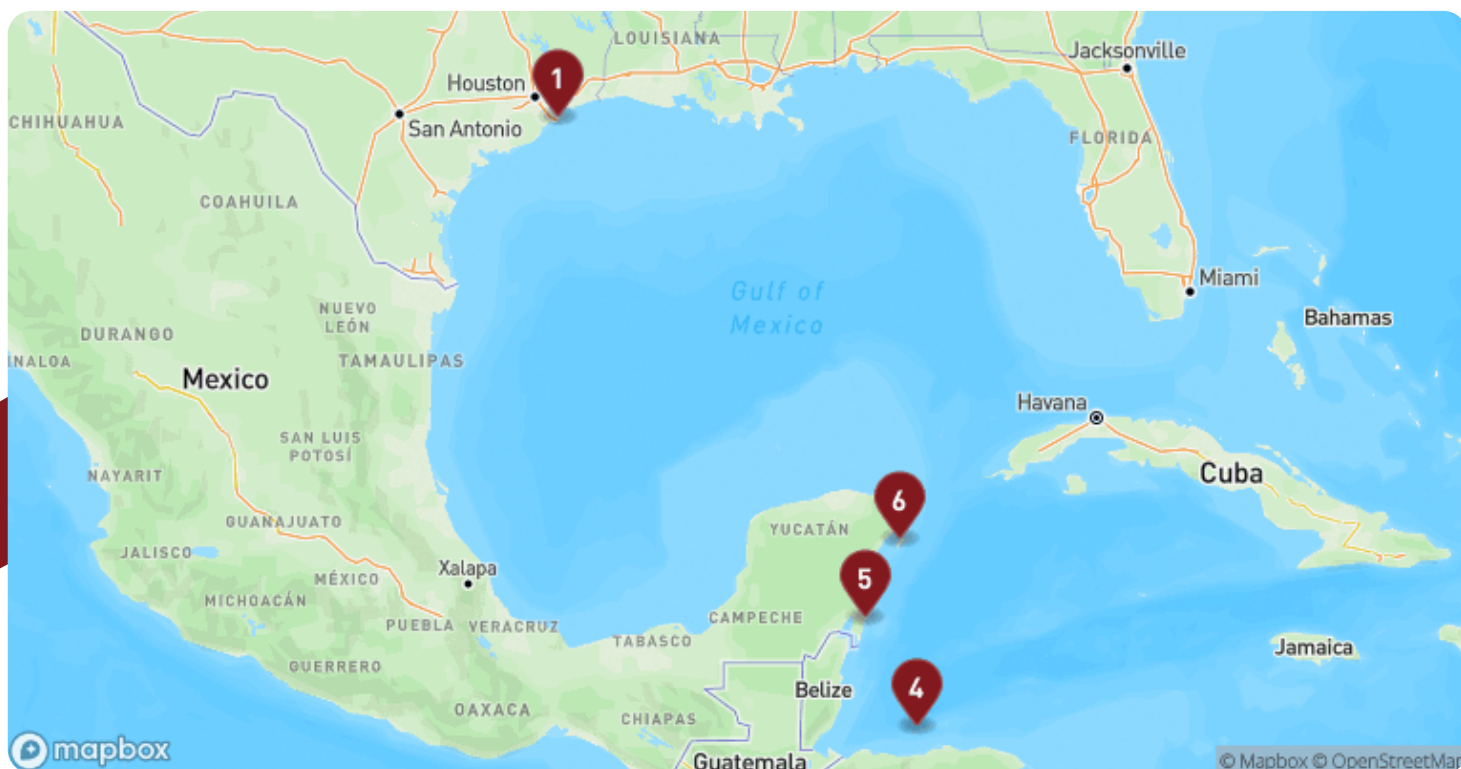 LOUISIANA
Jacksonville
Houston
1
San Antonio
CHIHUAHUA
FLORIDA
COAHUILA
Gulf of
Mexico
Miami
NUEVO
LEÓN
Bahamas
DURANGO
INALOA
TAMAULIPAS
Mexico
Havana
SAN LUIS
POTOSÍ
NAYARIT
Cuba
6
GUANAJUATO
YUCATÁN
JALISCO
Xalapa
MÉXICO
5
MICHOACÁN
PUEBLA
VERACRUZ
CAMPECHE
TABASCO
Jamaica
GUERRERO
Belize
4
OAXACA
CHIAPAS
mapbox
Guatemala
© Mapbox © OpenStreetMap